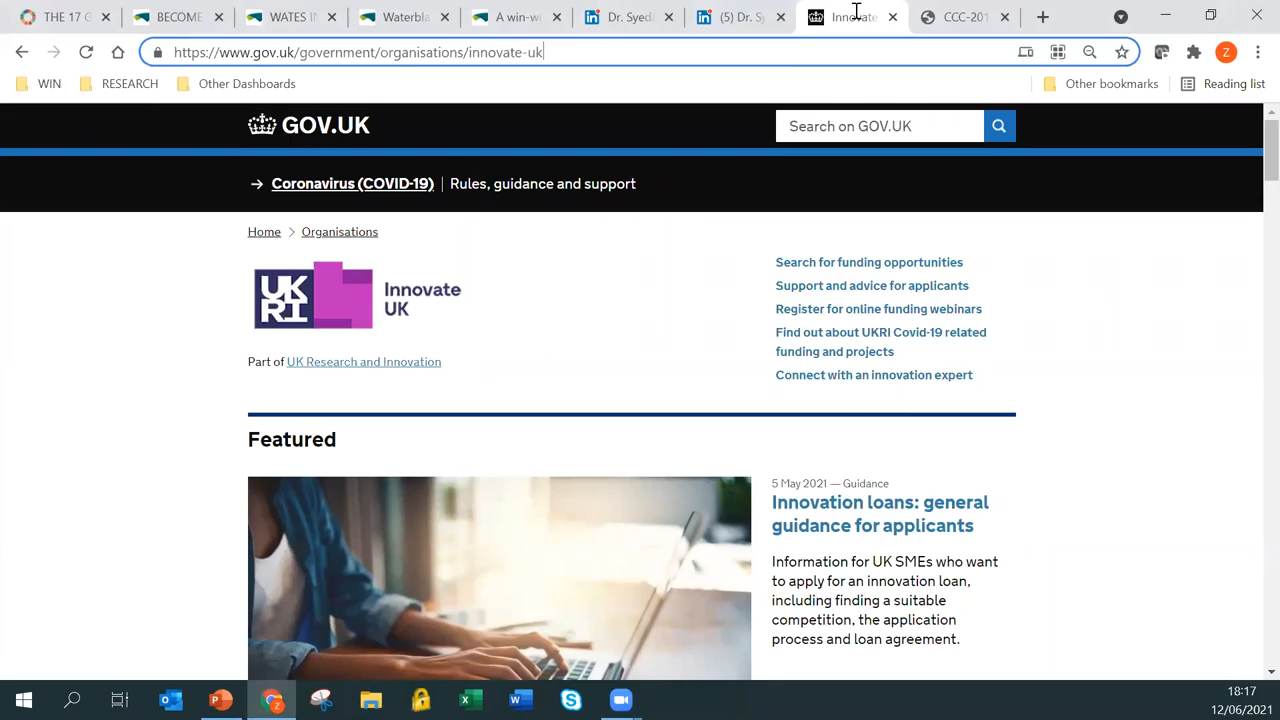 THE 17 G
BECOME
WATES IN
Waterbla
A win-w
Dr. Syeda
(5) Dr. Sy
Innovate
CCC-201
https://www.gov.uk/government/organisations/innovate-uk
Z
WIN
RESEARCH
Other Bookmarks
Other bookmarks
Reading list
GOV.UK
Search on GOV.UK
→ Coronavirus (COVID-19) | Rules, guidance and support
Home > Organisations
UK
RI
Innovate
UK
Part of UK Research and Innovation
Search for funding opportunities
Support and advice for applicants
Register for online funding webinars
Find out about UKRI Covid-19 related
funding and projects
Connect with an innovation expert
Featured
5 May 2021 — Guidance
Innovation loans: general
guidance for applicants
Information for UK SMEs who want
to apply for an innovation loan,
including finding a suitable
competition, the application
process and loan agreement.
18:17
12/06/2021